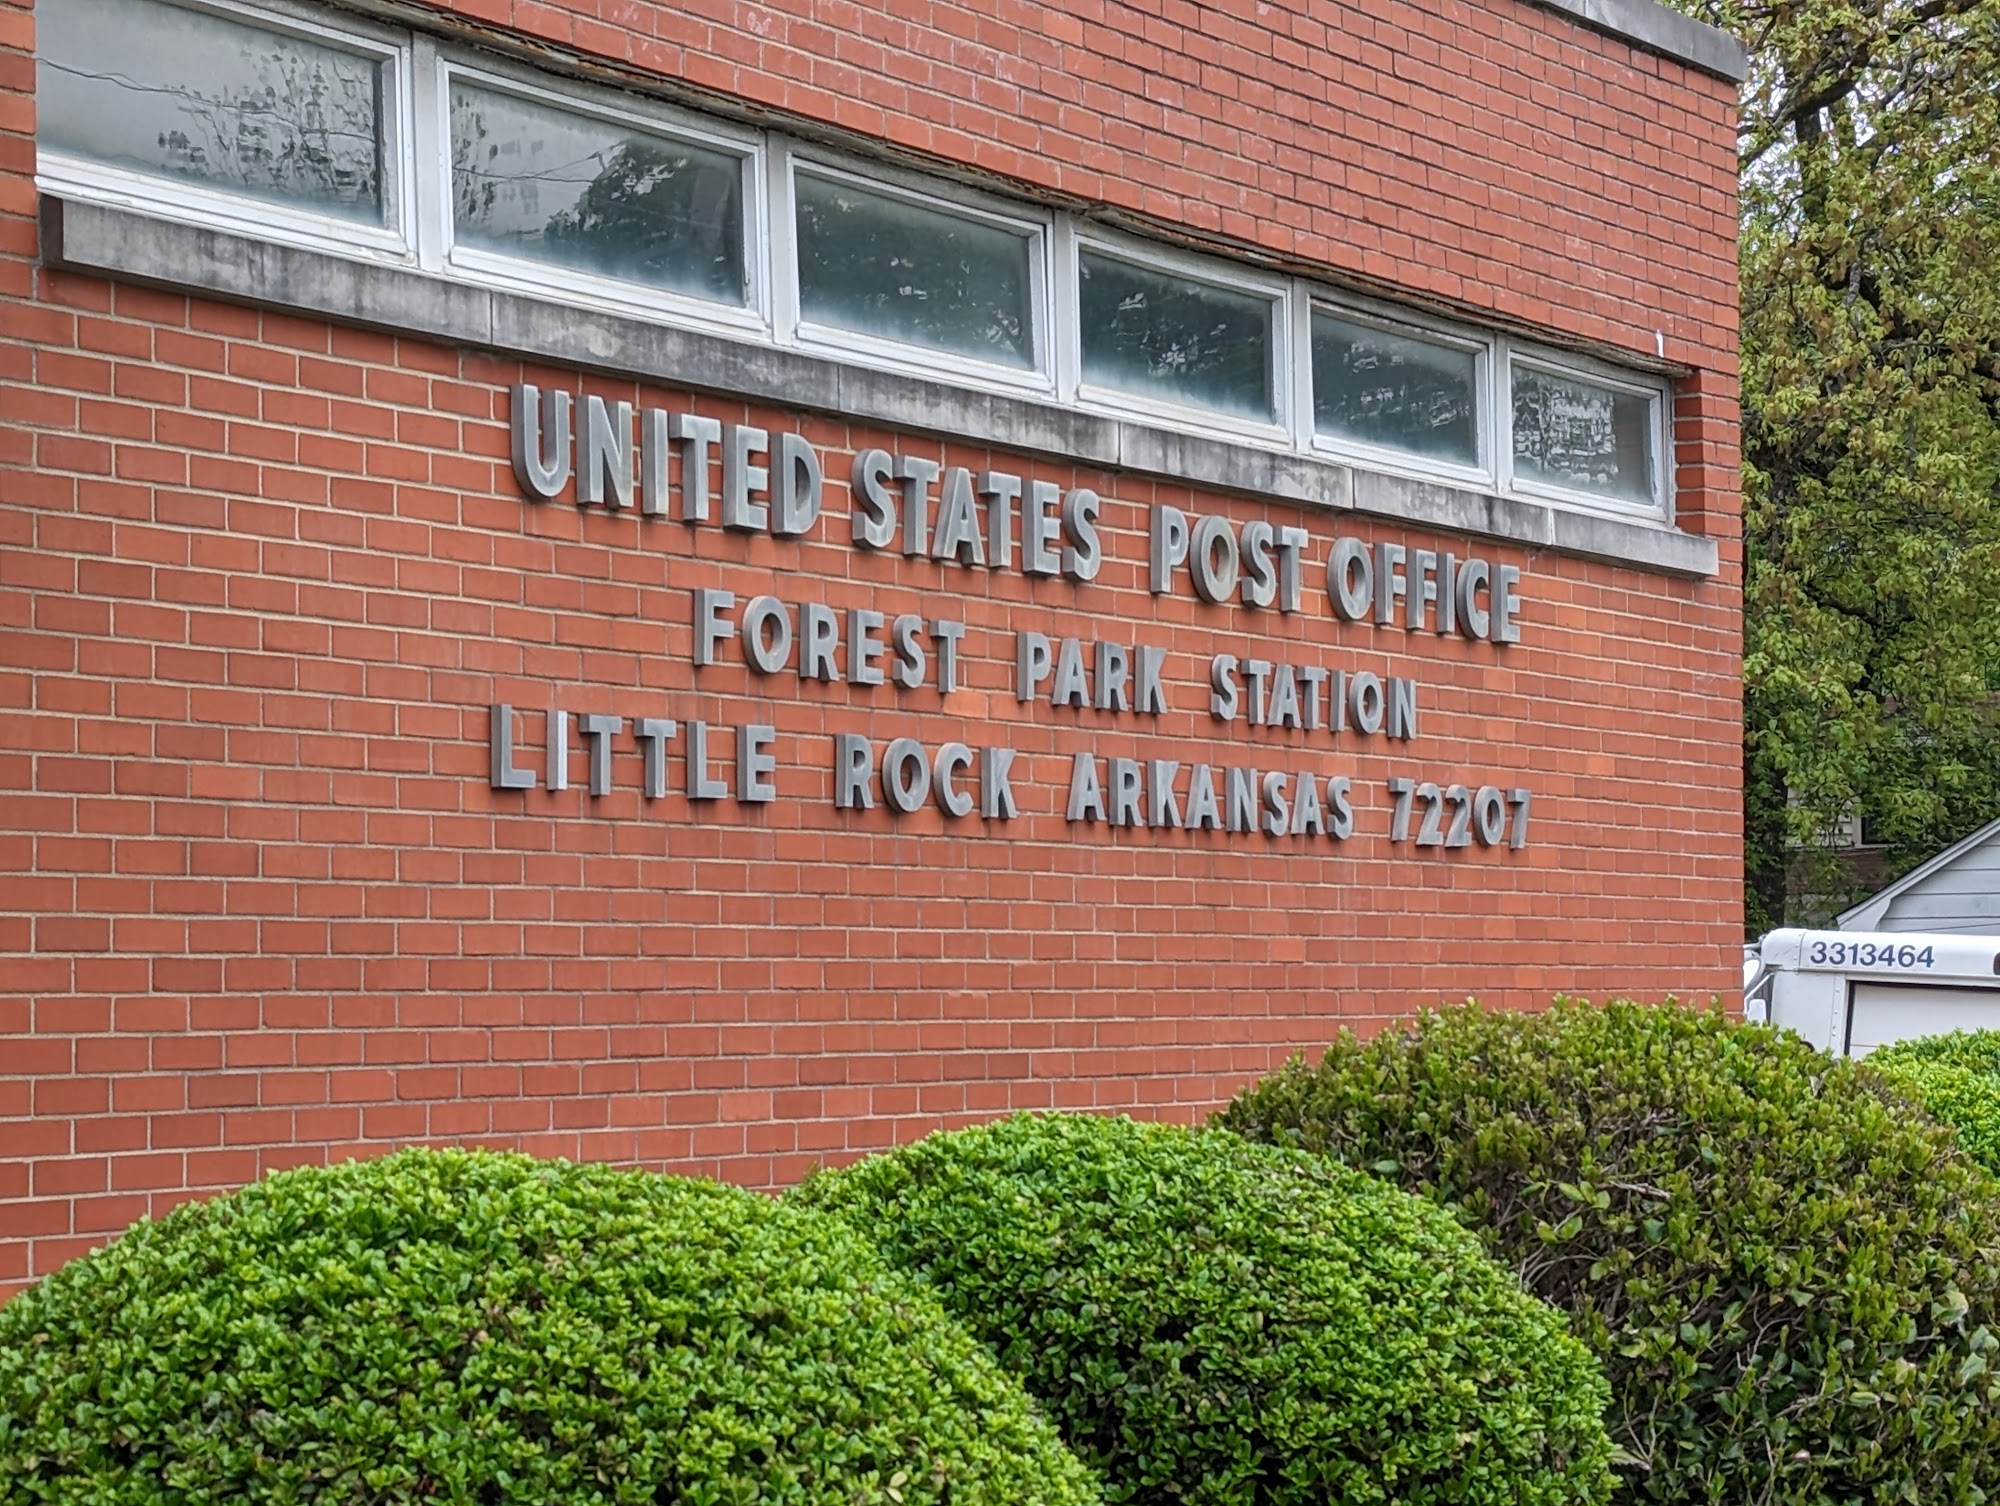 UNITED STATES POST OFFICE
FOREST PARK STATION
LITTLE ROCK ARKANSAS 72207
3313464